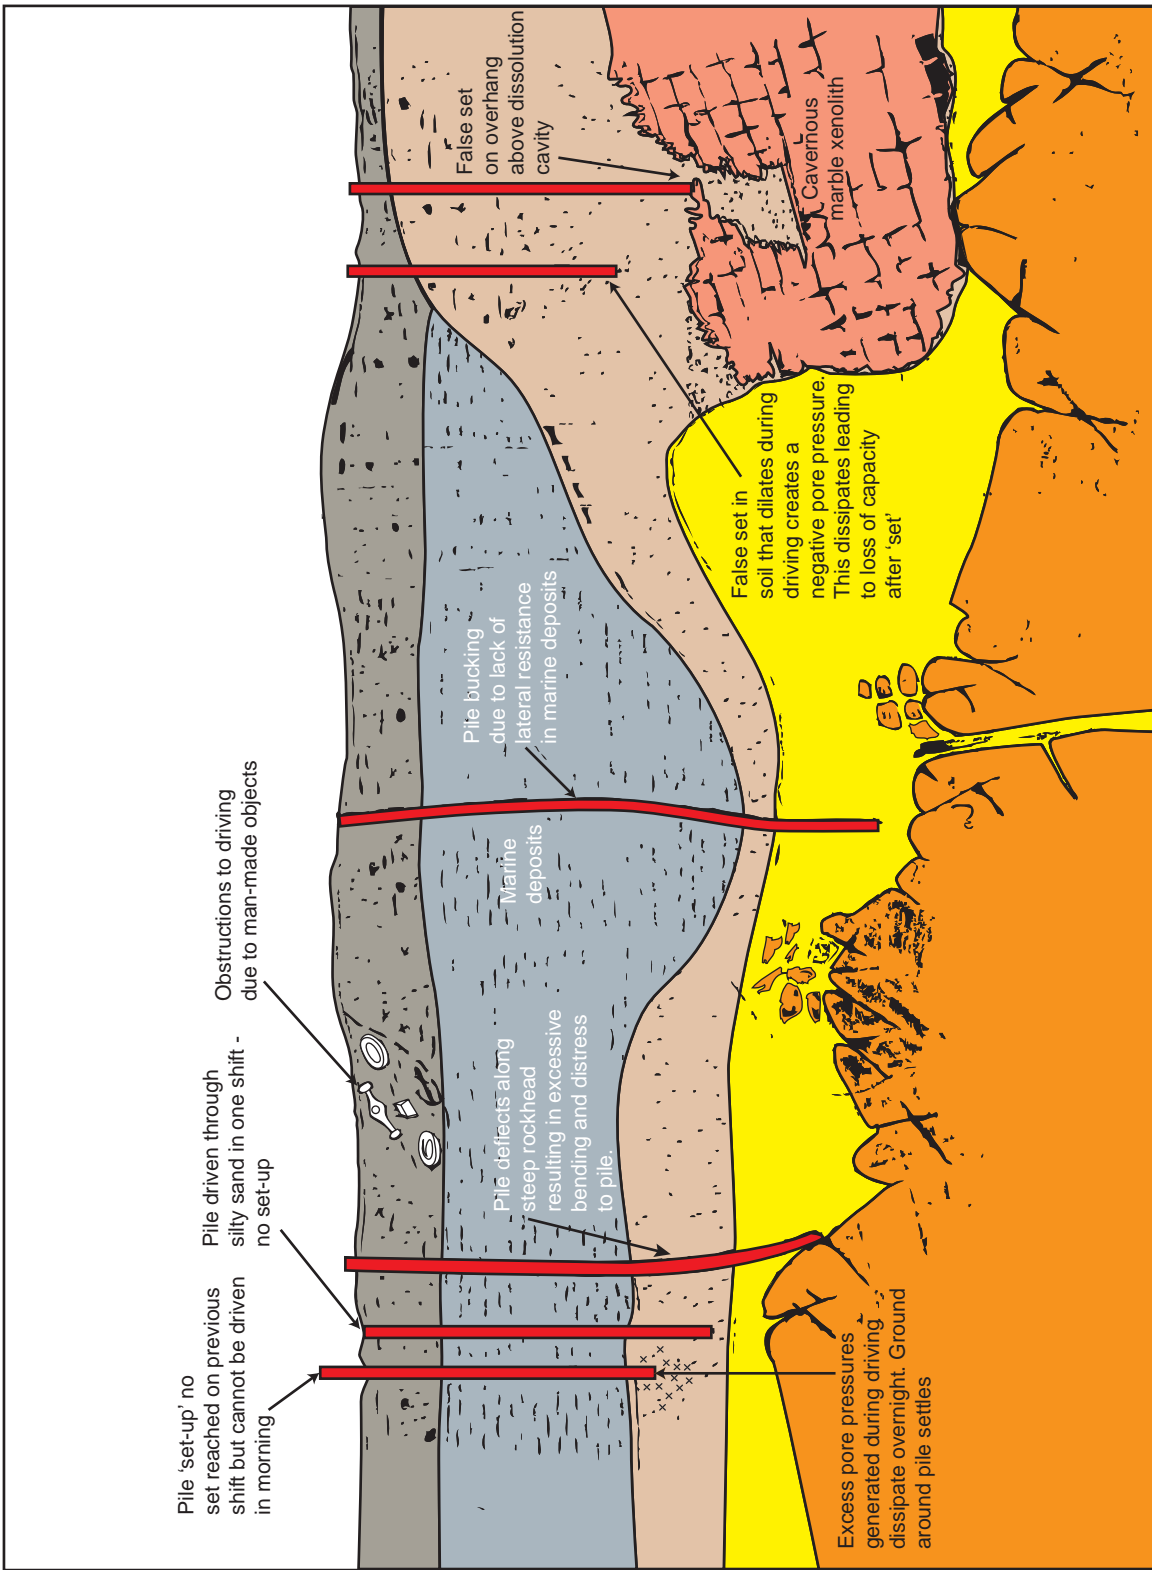 Pile ‘set-up’ no
set reached on previous
shift but cannot be driven
in morning
Pile driven through
silty sand in one shift -
no set-up
Obstructions to driving
due to man-made objects
False set
on overhang
above dissolution
cavity
Pile deflects along
steep rockhead
resulting in excessive
bending and distress
to pile.
Marine
deposits
Pile bucking
due to lack of
lateral resistance
in marine deposits
Cavernous
marble xenolith
False set in
soil that dilates during
driving creates a
negative pore pressure.
This dissipates leading
to loss of capacity
after ‘set’
Excess pore pressures
generated during driving
dissipate overnight. Ground
around pile settles